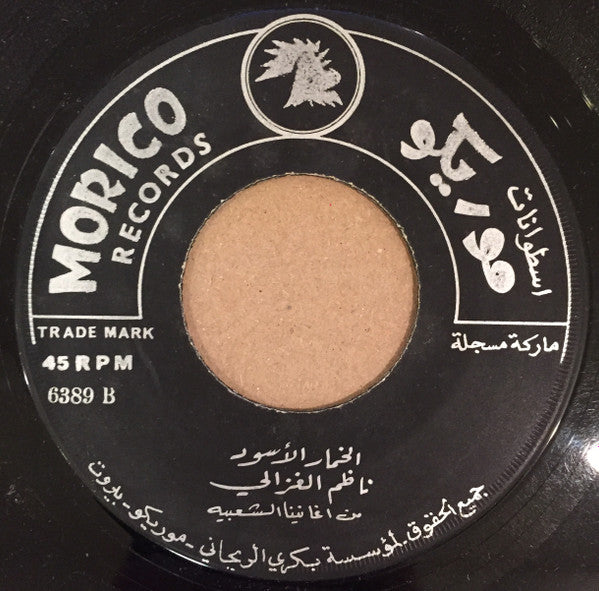 MORICO
RECORDS
موريكو
اسطوانات
TRADE MARK
ماركة مسجلة
45 RPM
6389 B
الخمار الأسود
ناظم الغزالي
من اغانينا الشعبيه
جميع الحقوق لمؤسسة بكري الريحاني - موريكو - بيروت